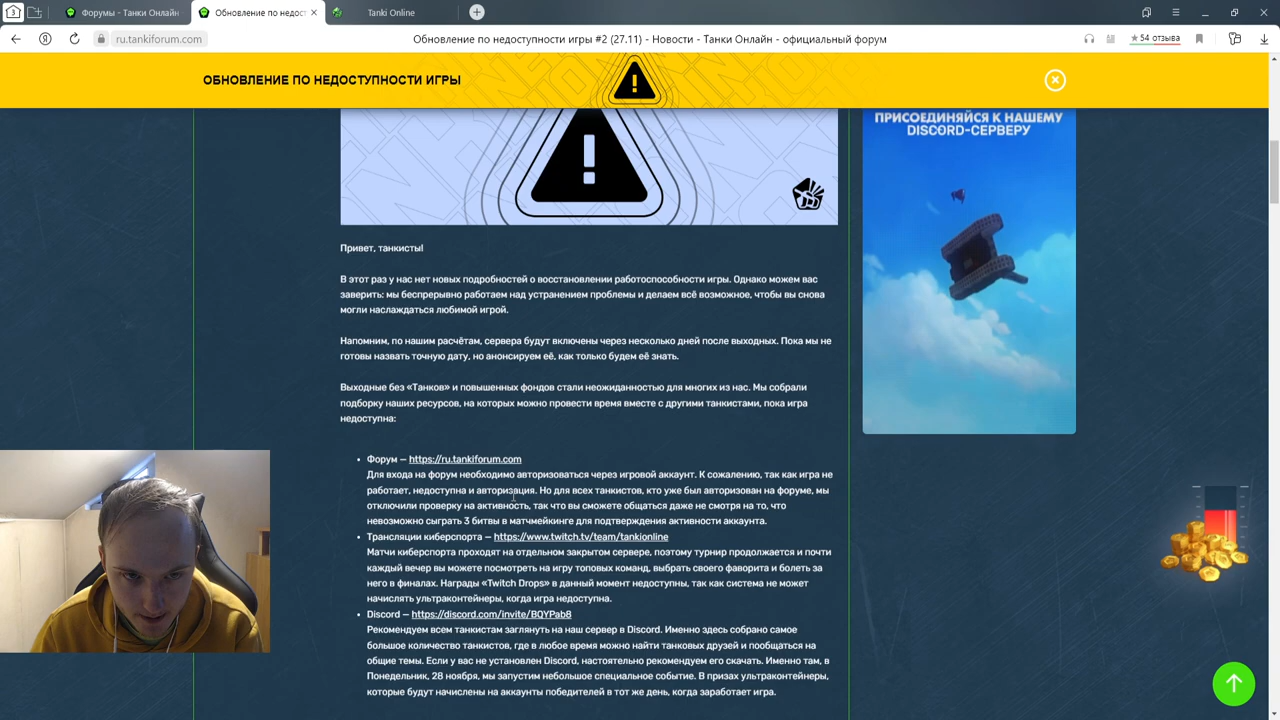 3
Форумы - Танки Онлайн
Обновление по недост
Tanki Online
ru.tankiforum.com
Обновление по недоступности игры #2 (27.11) - Новости - Танки Онлайн - официальный форум
54 отзыва
ОБНОВЛЕНИЕ ПО НЕДОСТУПНОСТИ ИГРЫ
ПРИСОЕДИНЯЙСЯ К НАШЕМУ
DISCORD-СЕРВЕРУ
Привет, танкисты!
В этот раз у нас нет новых подробностей о восстановлении работоспособности игры. Однако можем вас
заверить: мы беспрерывно работаем над устранением проблемы и делаем всё возможное, чтобы вы снова
могли наслаждаться любимой игрой.
Напомним, по нашим расчётам, сервера будут включены через несколько дней после выходных. Пока мы не
готовы назвать точную дату, но анонсируем её, как только будем её знать.
Выходные без «Танков» и повышенных фондов стали неожиданностью для многих из нас. Мы собрали
подборку наших ресурсов, на которых можно провести время вместе с другими танкистами, пока игра
недоступна:
• Форум — https://ru.tankiforum.com
Для входа на форум необходимо авторизоваться через игровой аккаунт. К сожалению, так как игра не
работает, недоступна и авторизация. Но для всех танкистов, кто уже был авторизован на форуме, мы
отключили проверку на активность, так что вы сможете общаться даже не смотря на то, что
невозможно сыграть 3 битвы в матчмейкинге для подтверждения активности аккаунта.
• Трансляции киберспорта — https://www.twitch.tv/team/tankionline
Матчи киберспорта проходят на отдельном закрытом сервере, поэтому турнир продолжается и почти
каждый вечер вы можете посмотреть на игру топовых команд, выбрать своего фаворита и болеть за
него в финалах. Награды «Twitch Drops» в данный момент недоступны, так как система не может
начислять ультраконтейнеры, когда игра недоступна.
• Discord — https://discord.com/invite/BQYPab8
Рекомендуем всем танкистам заглянуть на наш сервер в Discord. Именно здесь собрано самое
большое количество танкистов, где в любое время можно найти танковых друзей и пообщаться на
общие темы. Если у вас не установлен Discord, настоятельно рекомендуем его скачать. Именно там, в
Понедельник, 28 ноября, мы запустим небольшое специальное событие. В призах ультраконтейнеры,
которые будут начислены на аккаунты победителей в тот же день, когда заработает игра.